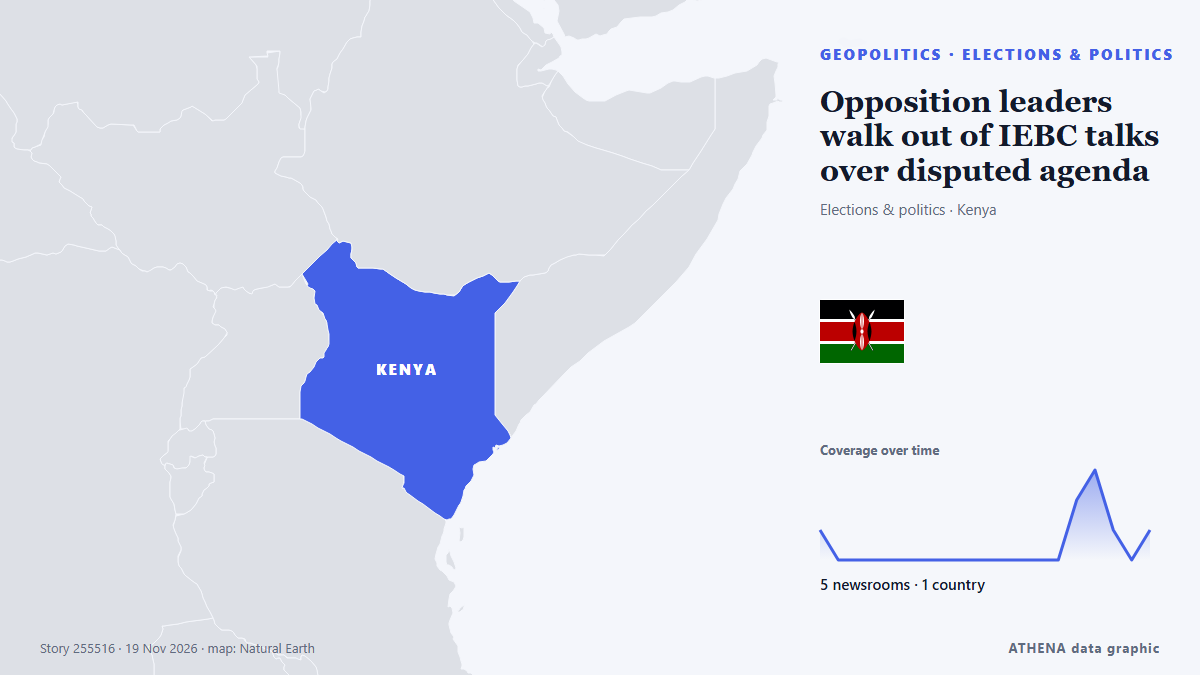 GEOPOLITICS · ELECTIONS & POLITICS
Opposition leaders
walk out of IEBC talks
over disputed agenda
Elections & politics · Kenya
KENYA
Coverage over time
5 newsrooms · 1 country
Story 255516 · 19 Nov 2026 · map: Natural Earth
ATHENA data graphic